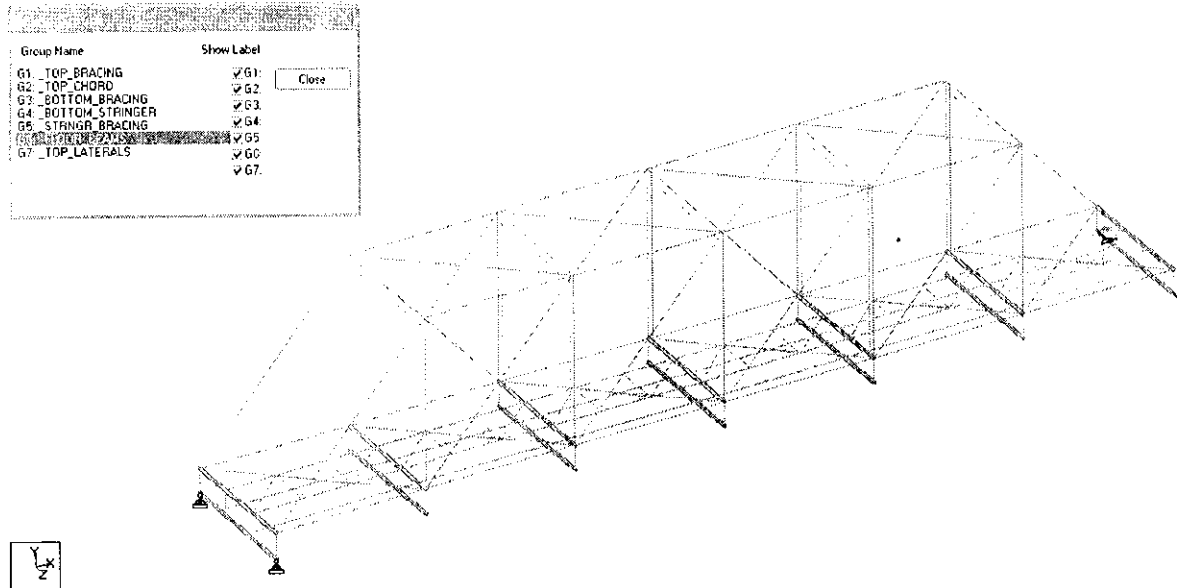 Group Name Show Label
G1: _TOP_BRACING G1:
Close
G2: _TOP_CHORD G2:
G3: _BOTTOM_BRACING G3:
G4: _BOTTOM_STRINGER G4:
G5: _STRNGR_BRACING G5
G6:
G7: _TOP_LATERALS G7:
Y
X
Z